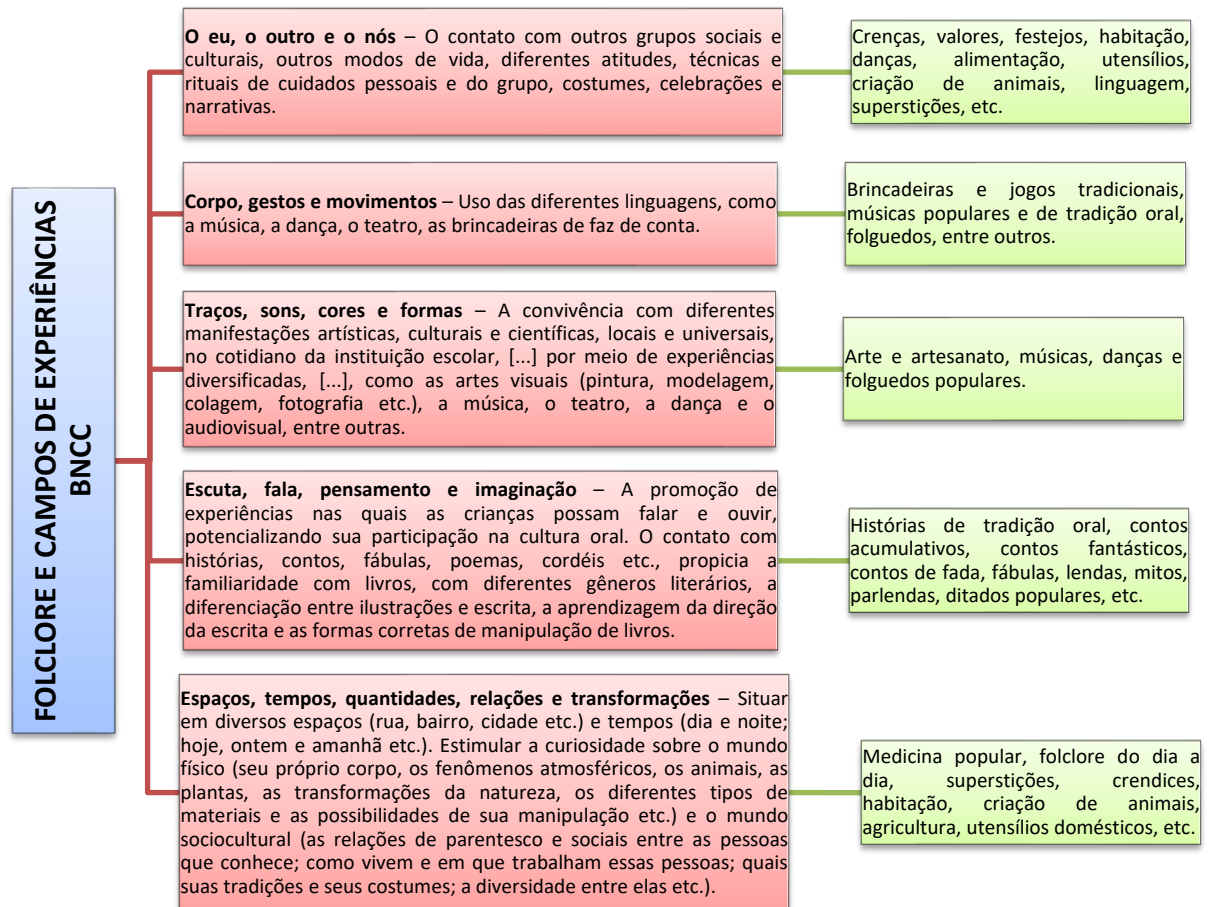 FOLCLORE E CAMPOS DE EXPERIÊNCIAS
BNCC
O eu, o outro e o nós – O contato com outros grupos sociais e
culturais, outros modos de vida, diferentes atitudes, técnicas e
rituais de cuidados pessoais e do grupo, costumes, celebrações e
narrativas.
Crenças, valores, festejos, habitação,
danças, alimentação, utensílios,
criação de animais, linguagem,
superstições, etc.
Corpo, gestos e movimentos – Uso das diferentes linguagens, como
a música, a dança, o teatro, as brincadeiras de faz de conta.
Brincadeiras e jogos tradicionais,
músicas populares e de tradição oral,
folguedos, entre outros.
Traços, sons, cores e formas – A convivência com diferentes
manifestações artísticas, culturais e científicas, locais e universais,
no cotidiano da instituição escolar, [...] por meio de experiências
diversificadas, [...], como as artes visuais (pintura, modelagem,
colagem, fotografia etc.), a música, o teatro, a dança e o
audiovisual, entre outras.
Arte e artesanato, músicas, danças e
folguedos populares.
Escuta, fala, pensamento e imaginação – A promoção de
experiências nas quais as crianças possam falar e ouvir,
potencializando sua participação na cultura oral. O contato com
histórias, contos, fábulas, poemas, cordéis etc., propicia a
familiaridade com livros, com diferentes gêneros literários, a
diferenciação entre ilustrações e escrita, a aprendizagem da direção
da escrita e as formas corretas de manipulação de livros.
Histórias de tradição oral, contos
acumulativos, contos fantásticos,
contos de fada, fábulas, lendas, mitos,
parlendas, ditados populares, etc.
Espaços, tempos, quantidades, relações e transformações – Situar
em diversos espaços (rua, bairro, cidade etc.) e tempos (dia e noite;
hoje, ontem e amanhã etc.). Estimular a curiosidade sobre o mundo
físico (seu próprio corpo, os fenômenos atmosféricos, os animais, as
plantas, as transformações da natureza, os diferentes tipos de
materiais e as possibilidades de sua manipulação etc.) e o mundo
sociocultural (as relações de parentesco e sociais entre as pessoas
que conhece; como vivem e em que trabalham essas pessoas; quais
suas tradições e seus costumes; a diversidade entre elas etc.).
Medicina popular, folclore do dia a
dia, superstições, crendices,
habitação, criação de animais,
agricultura, utensílios domésticos, etc.